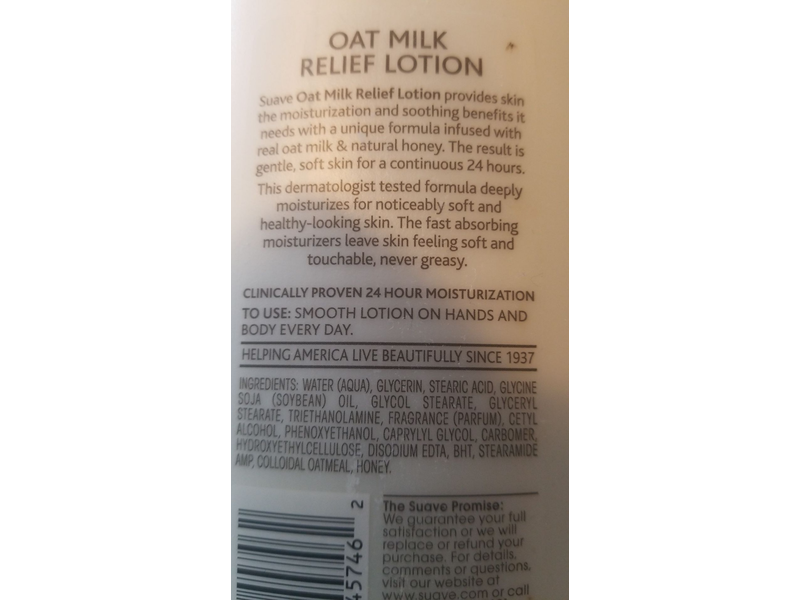 OAT MILK
RELIEF LOTION
Suave Oat Milk Relief Lotion provides skin
the moisturization and soothing benefits it
needs with a unique formula infused with
real oat milk & natural honey. The result is
gentle, soft skin for a continuous 24 hours.
This dermatologist tested formula deeply
moisturizes for noticeably soft and
healthy-looking skin. The fast absorbing
moisturizers leave skin feeling soft and
touchable, never greasy.
CLINICALLY PROVEN 24 HOUR MOISTURIZATION
TO USE: SMOOTH LOTION ON HANDS AND
BODY EVERY DAY.
HELPING AMERICA LIVE BEAUTIFULLY SINCE 1937
INGREDIENTS: WATER (AQUA), GLYCERIN, STEARIC ACID, GLYCINE
SOJA (SOYBEAN) OIL, GLYCOL STEARATE, GLYCERYL
STEARATE, TRIETHANOLAMINE, FRAGRANCE (PARFUM), CETYL
ALCOHOL, PHENOXYETHANOL, CAPRYLYL GLYCOL, CARBOMER,
HYDROXYETHYLCELLULOSE, DISODIUM EDTA, BHT, STEARAMIDE
AMP, COLLOIDAL OATMEAL, HONEY.
45746 2
The Suave Promise:
We guarantee your full
satisfaction or we will
replace or refund your
purchase. For details,
comments or questions,
visit our website at
www.suave.com or call